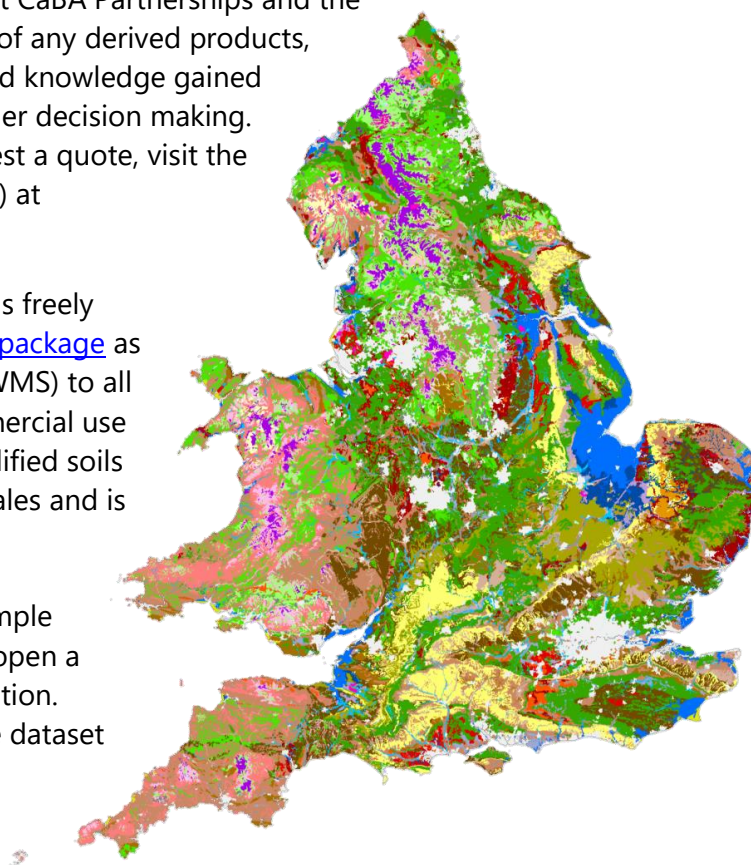 t CaBA Partnerships and the
of any derived products,
d knowledge gained
er decision making.
est a quote, visit the
) at
s freely
package as
WMS) to all
mercial use
lified soils
ales and is
mple
open a
tion.
e dataset